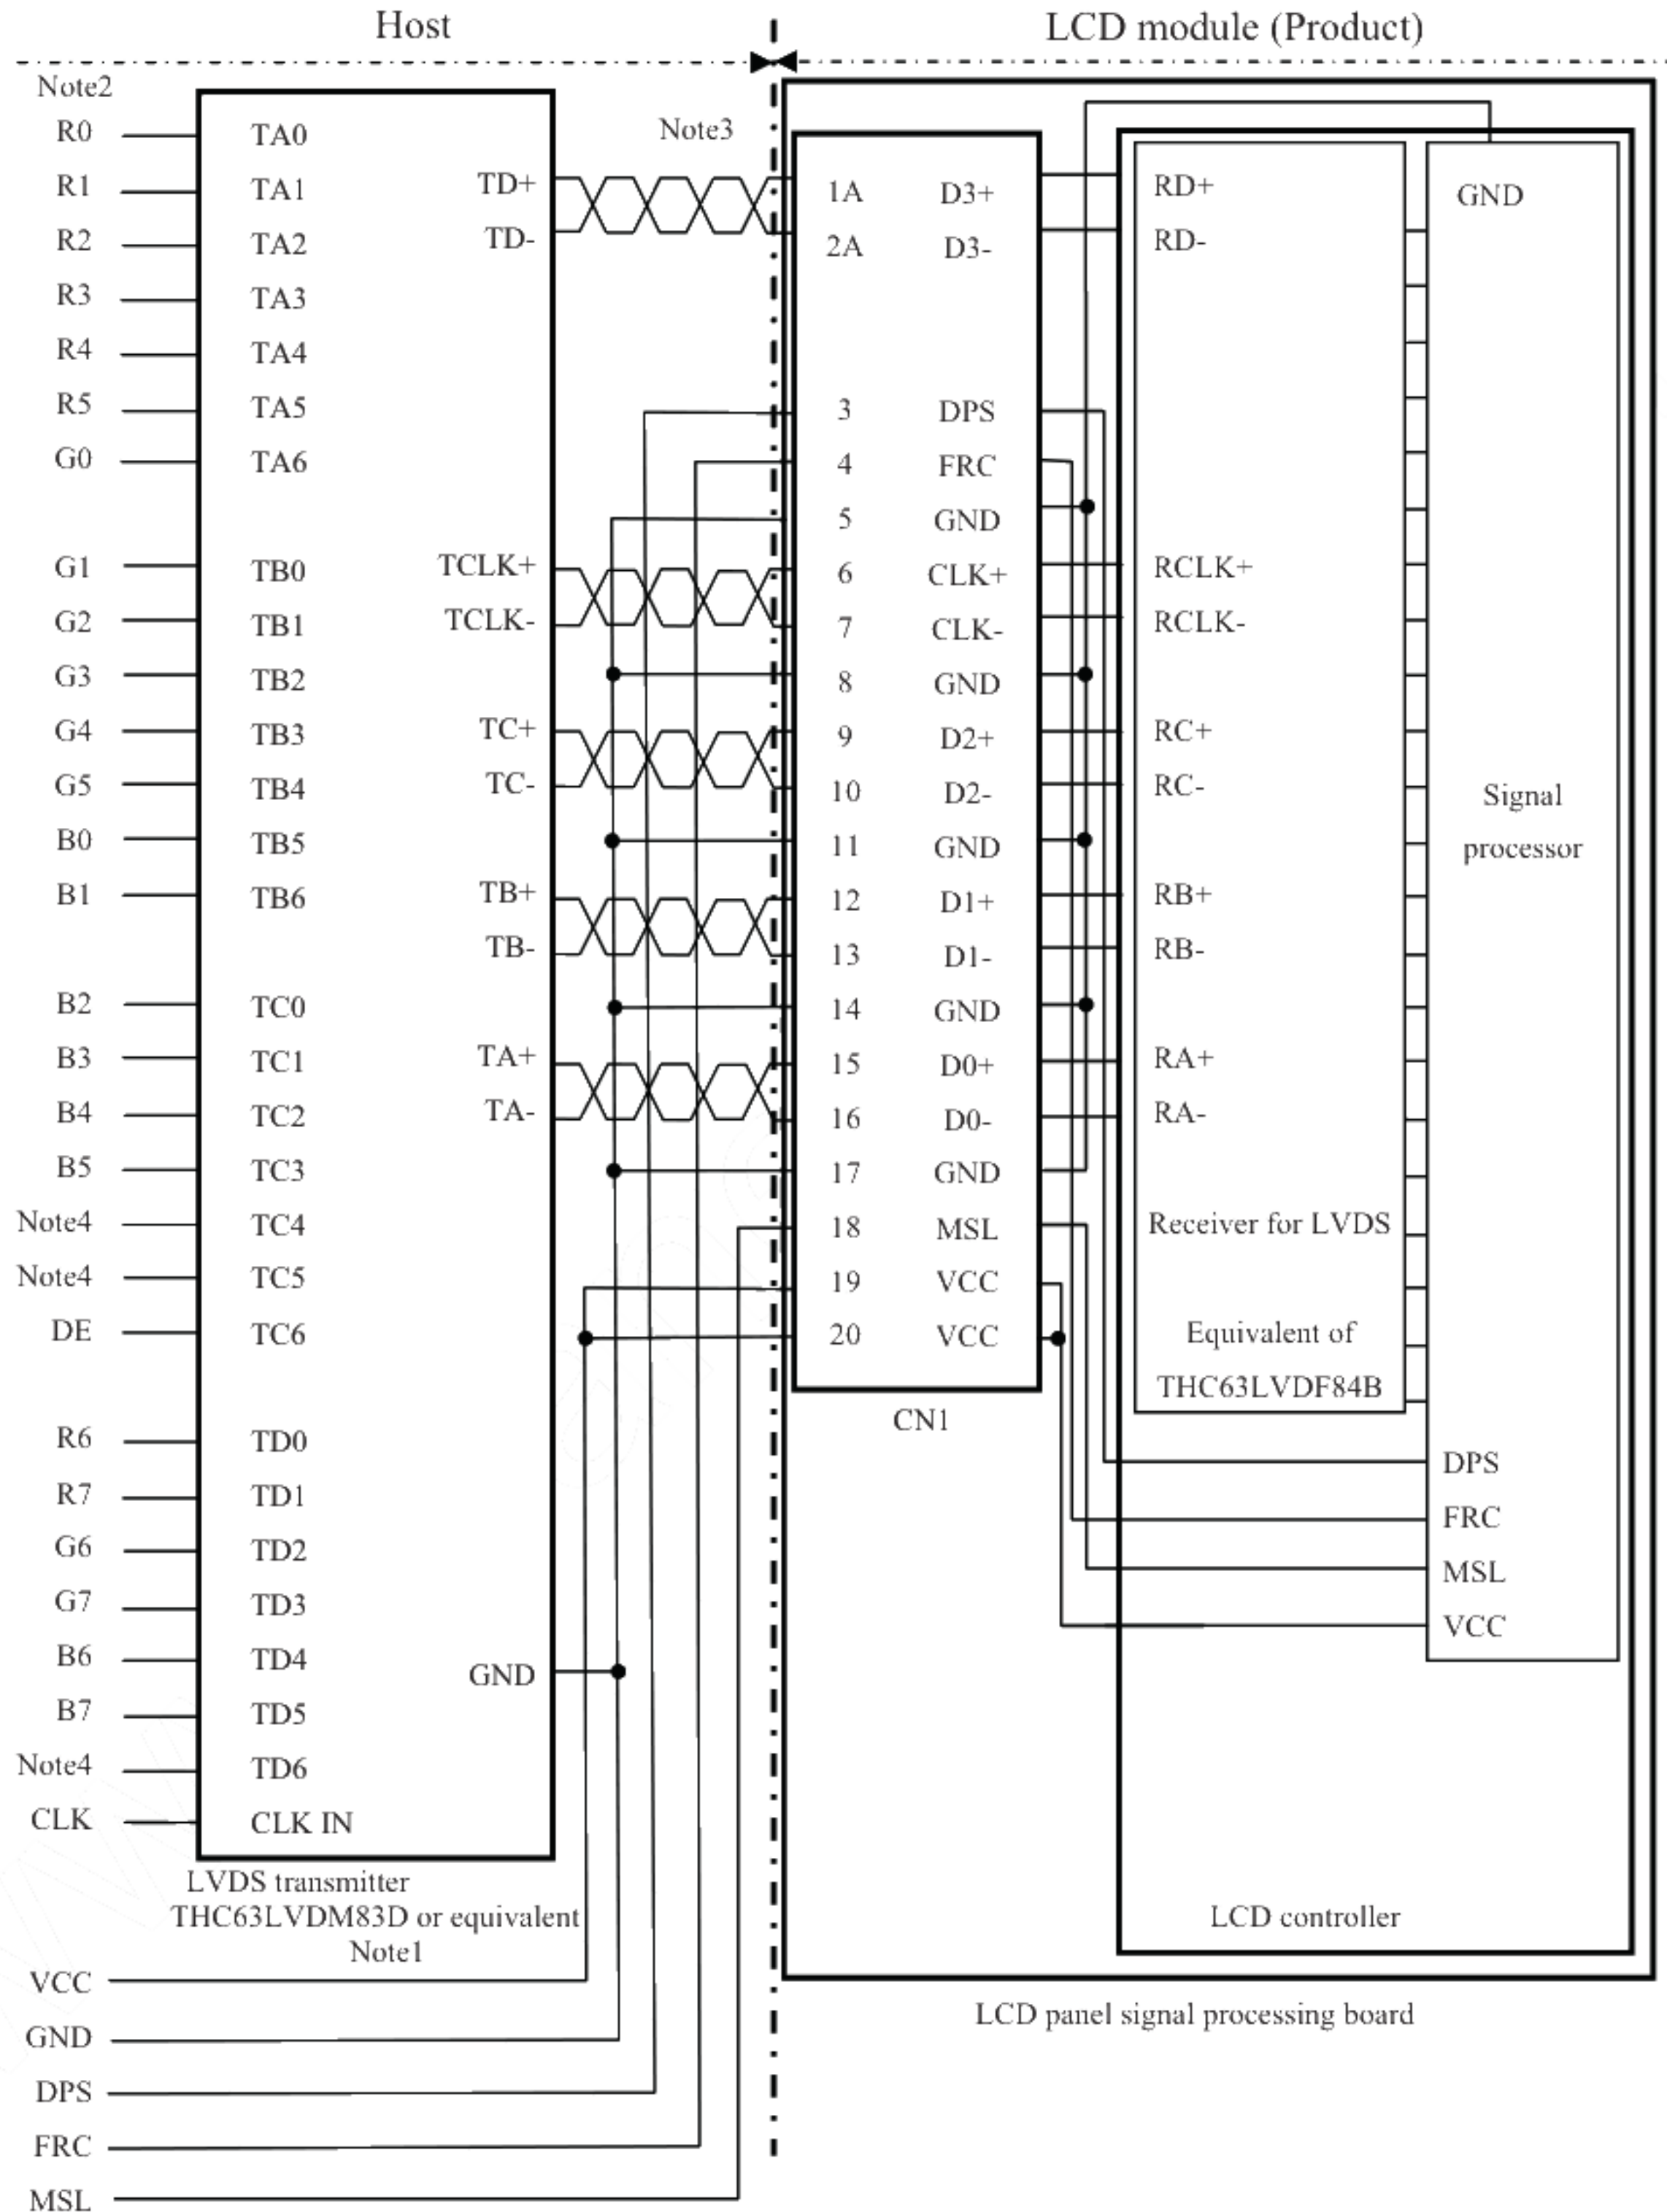 Host
LCD module (Product)
Note2
Note3
R0 TA0
R1 TA1
R2 TA2
R3 TA3
R4 TA4
R5 TA5
G0 TA6
G1 TB0
G2 TB1
G3 TB2
G4 TB3
G5 TB4
B0 TB5
B1 TB6
B2 TC0
B3 TC1
B4 TC2
B5 TC3
Note4 TC4
Note4 TC5
DE TC6
R6 TD0
R7 TD1
G6 TD2
G7 TD3
B6 TD4
B7 TD5
Note4 TD6
CLK CLK IN
TD+
TD-
TCLK+
TCLK-
TC+
TC-
TB+
TB-
TA+
TA-
GND
LVDS transmitter
THC63LVDM83D or equivalent
Note1
VCC
GND
DPS
FRC
MSL
1A D3+
2A D3-
3 DPS
4 FRC
5 GND
6 CLK+
7 CLK-
8 GND
9 D2+
10 D2-
11 GND
12 D1+
13 D1-
14 GND
15 D0+
16 D0-
17 GND
18 MSL
19 VCC
20 VCC
CN1
RD+
RD-
RCLK+
RCLK-
RC+
RC-
RB+
RB-
RA+
RA-
Receiver for LVDS
Equivalent of
THC63LVDF84B
GND
Signal
processor
DPS
FRC
MSL
VCC
LCD controller
LCD panel signal processing board